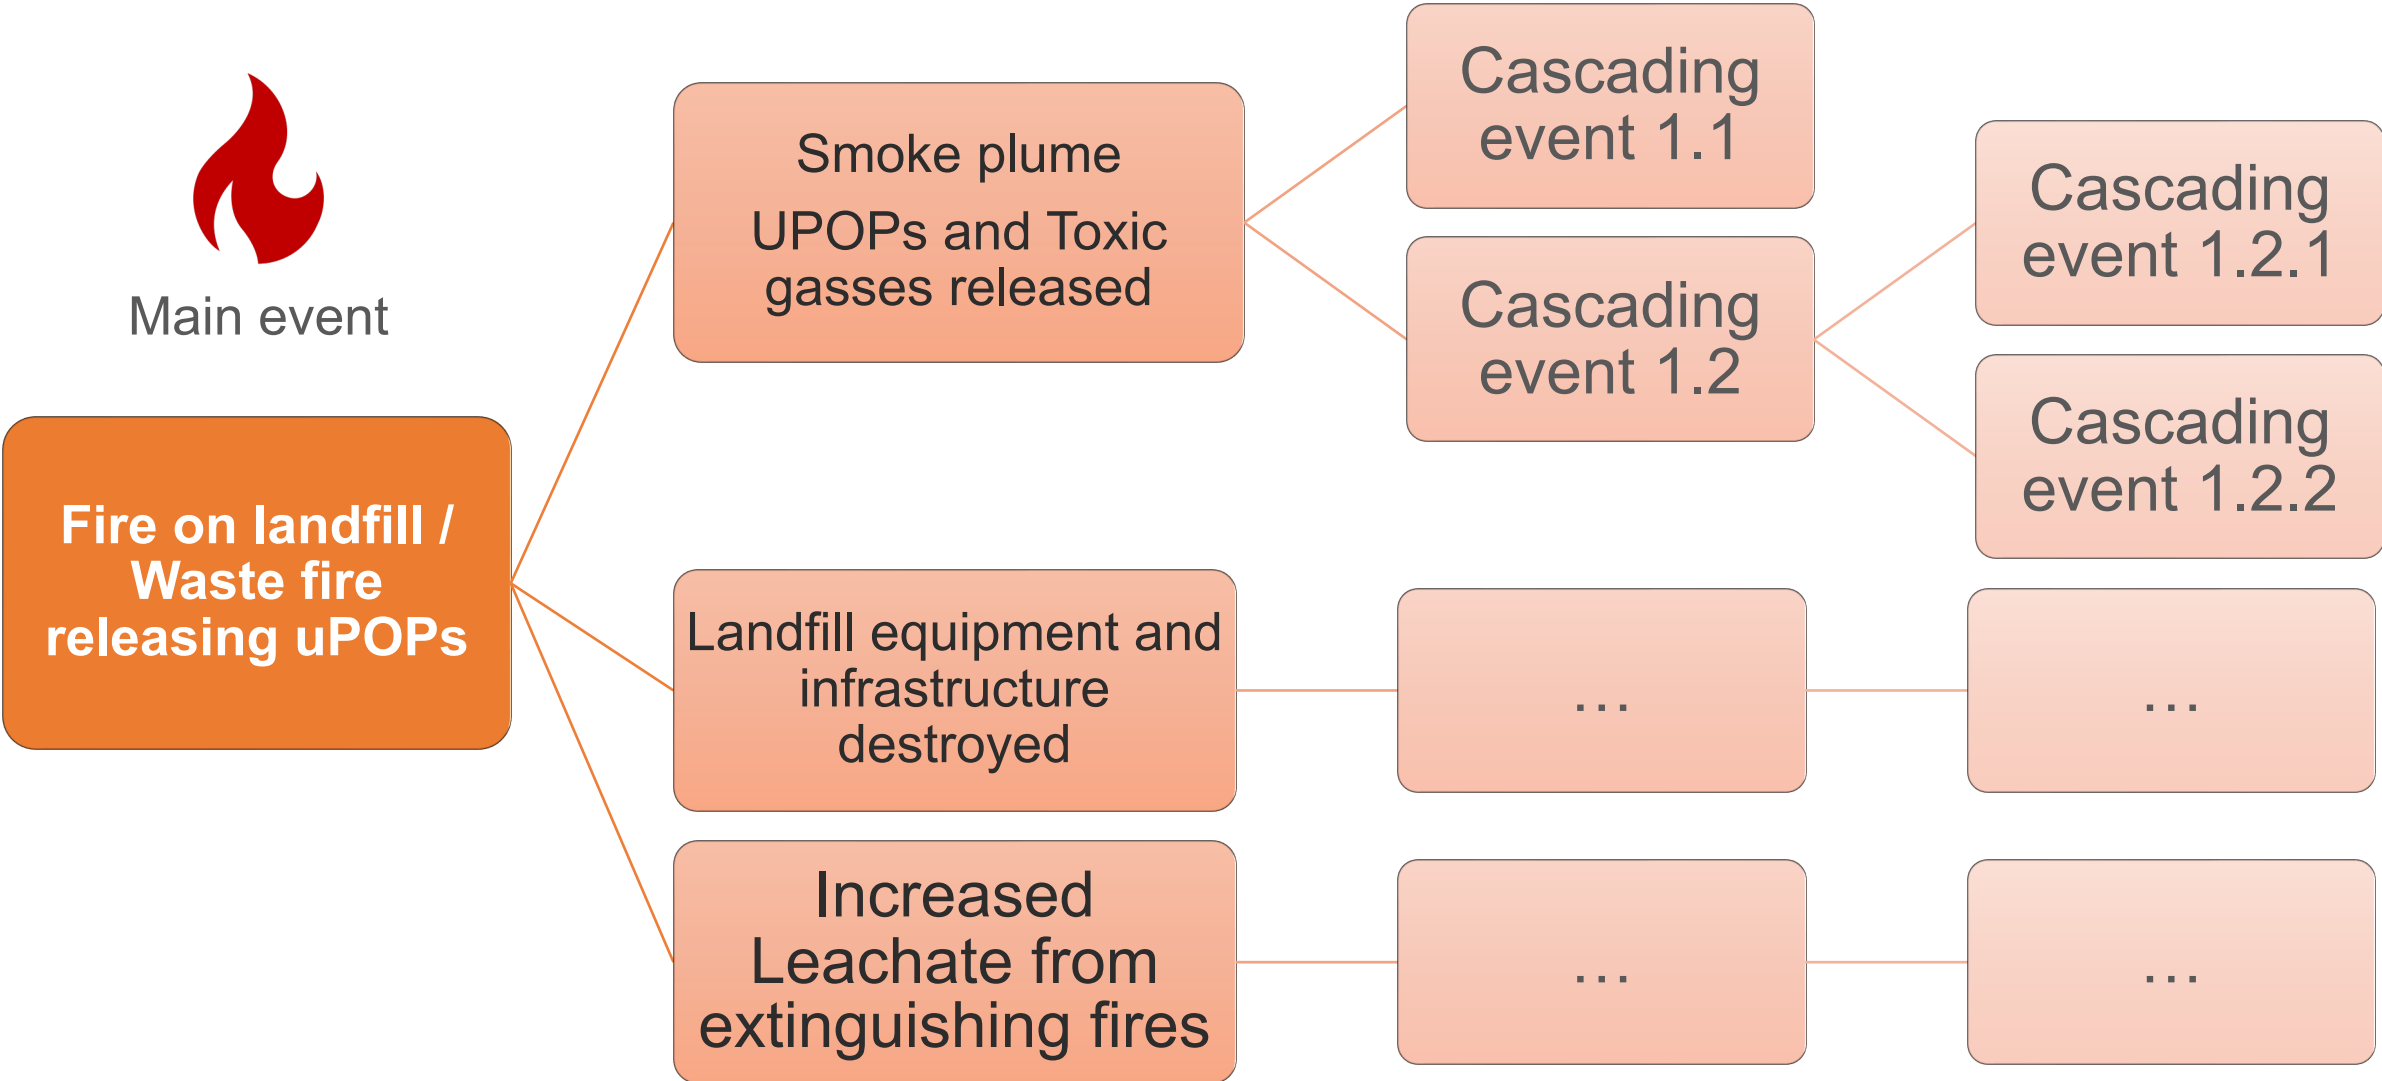 Main event
Fire on landfill /
Waste fire
releasing uPOPs
Smoke plume
UPOPs and Toxic
gasses released
Cascading
event 1.1
Cascading
event 1.2
Cascading
event 1.2.1
Cascading
event 1.2.2
Landfill equipment and
infrastructure
destroyed
…
…
Increased
Leachate from
extinguishing fires
…
…